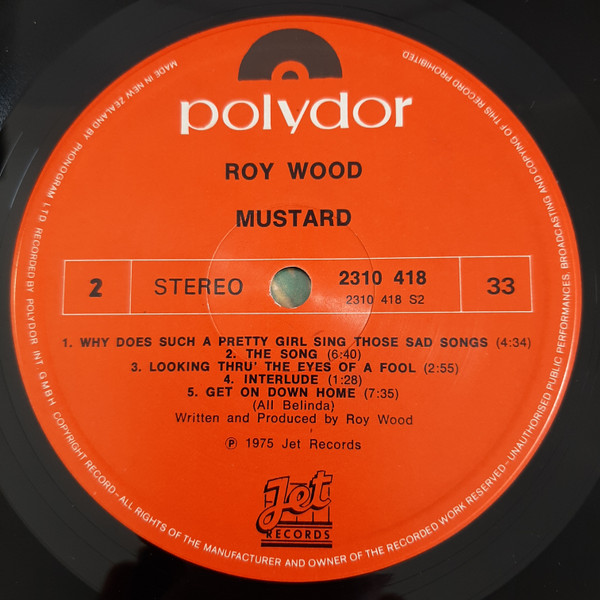 polydor
ROY WOOD
MUSTARD
2 STEREO 2310 418 33
2310 418 S2
1. WHY DOES SUCH A PRETTY GIRL SING THOSE SAD SONGS (4:34)
2. THE SONG (6:40)
3. LOOKING THRU' THE EYES OF A FOOL (2:55)
4. INTERLUDE (1:28)
5. GET ON DOWN HOME (7:35)
(All Belinda)
Written and Produced by Roy Wood
℗ 1975 Jet Records
Jet
RECORDS
MADE IN NEW ZEALAND BY PHONOGRAM LTD RECORDED BY POLYDOR INT. G.M.B.H. COPYRIGHT RECORD - ALL RIGHTS OF THE MANUFACTURER AND OWNER OF THE RECORDED WORK RESERVED - UNAUTHORISED PUBLIC PERFORMANCES. BROADCASTING AND COPYING OF THIS RECORD PROHIBITED